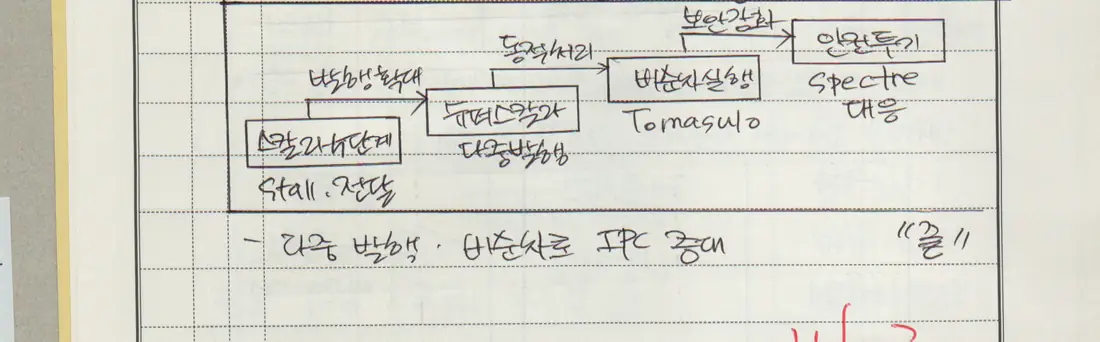 보안강화
안전투기
동적처리
비순차실행
Spectre
대응
발행확대
슈퍼스칼라
Tomasulo
스칼라 5단계
다중발행
Stall. 전달
- 다중 발행 · 비순차로 IPC 증대 "끝"